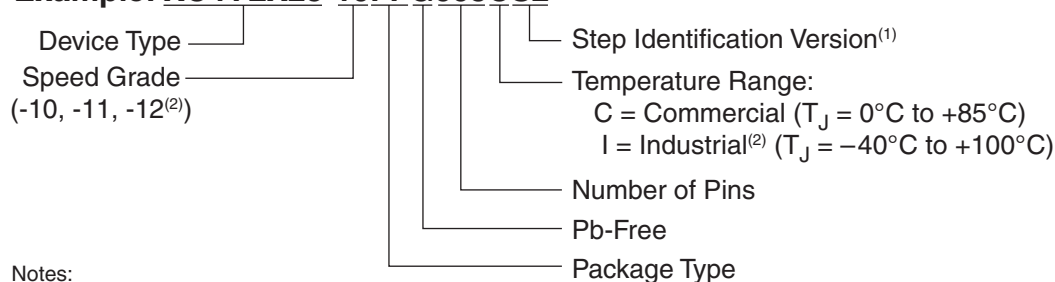 Device Type
Step Identification Version(1)
Speed Grade
(-10, -11, -12(2))
Temperature Range:
C = Commercial (TJ = 0°C to +85°C)
I = Industrial(2) (TJ = –40°C to +100°C)
Number of Pins
Pb-Free
Package Type
Notes: